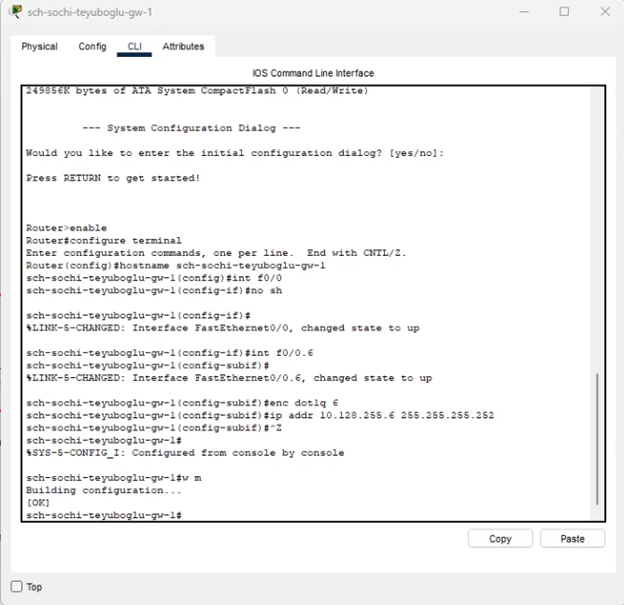 sch-sochi-teyuboglu-gw-1
Physical Config CLI Attributes
IOS Command Line Interface
249856K bytes of ATA System CompactFlash 0 (Read/Write)
--- System Configuration Dialog ---
Would you like to enter the initial configuration dialog? [yes/no]:
Press RETURN to get started!
Router>enable
Router#configure terminal
Enter configuration commands, one per line.  End with CNTL/Z.
Router(config)#hostname sch-sochi-teyuboglu-gw-1
sch-sochi-teyuboglu-gw-1(config)#int f0/0
sch-sochi-teyuboglu-gw-1(config-if)#no sh
sch-sochi-teyuboglu-gw-1(config-if)#
%LINK-5-CHANGED: Interface FastEthernet0/0, changed state to up
sch-sochi-teyuboglu-gw-1(config-if)#int f0/0.6
sch-sochi-teyuboglu-gw-1(config-subif)#
%LINK-5-CHANGED: Interface FastEthernet0/0.6, changed state to up
sch-sochi-teyuboglu-gw-1(config-subif)#enc dot1q 6
sch-sochi-teyuboglu-gw-1(config-subif)#ip addr 10.128.255.6 255.255.255.252
sch-sochi-teyuboglu-gw-1(config-subif)#^Z
sch-sochi-teyuboglu-gw-1#
%SYS-5-CONFIG_I: Configured from console by console
sch-sochi-teyuboglu-gw-1#w m
Building configuration...
[OK]
sch-sochi-teyuboglu-gw-1#
Copy Paste
Top